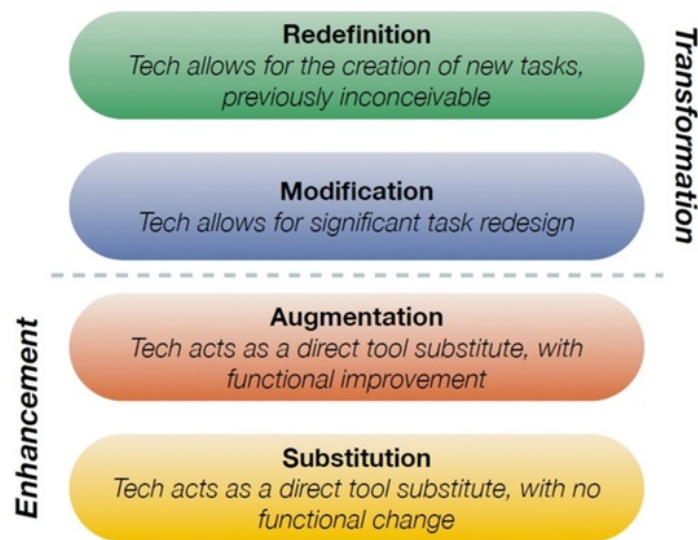 Redefinition
Tech allows for the creation of new tasks,
previously inconceivable
Transformation
Modification
Tech allows for significant task redesign
Augmentation
Tech acts as a direct tool substitute, with
functional improvement
Enhancement
Substitution
Tech acts as a direct tool substitute, with no
functional change